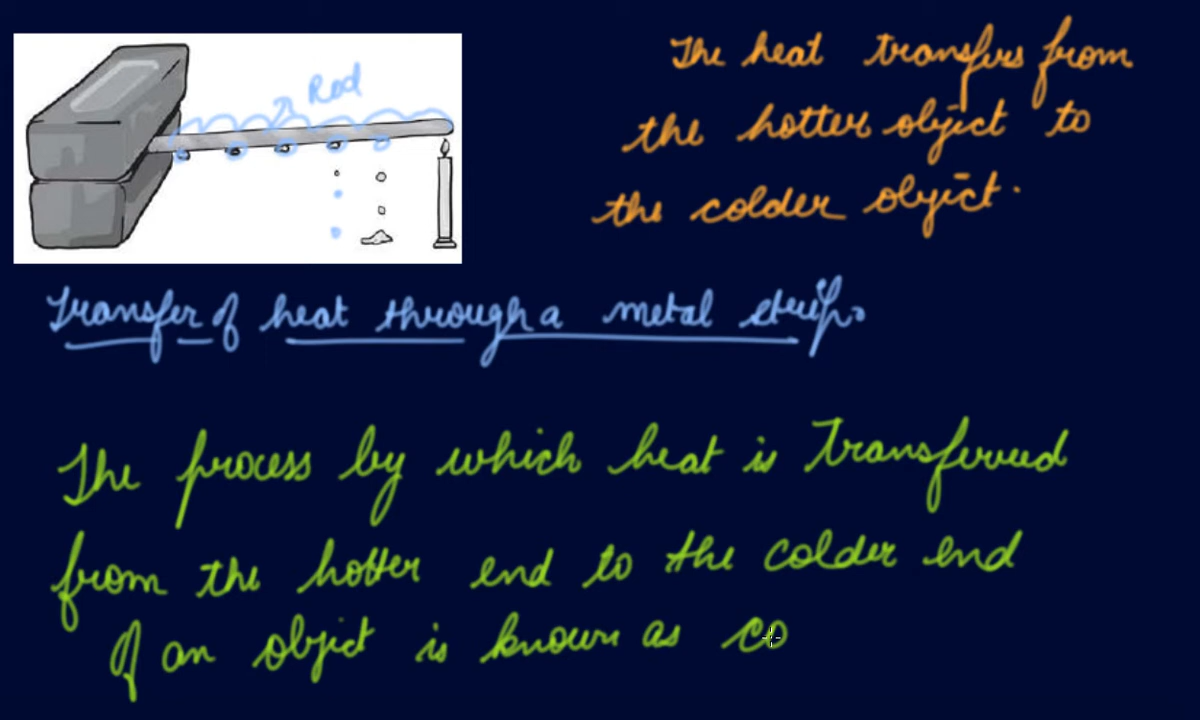 Rod
The heat transfers from
the hotter object to
the colder object.
Transfer of heat through a metal strip.
The process by which heat is Transferred
from the hotter end to the colder end
of an object is known as co